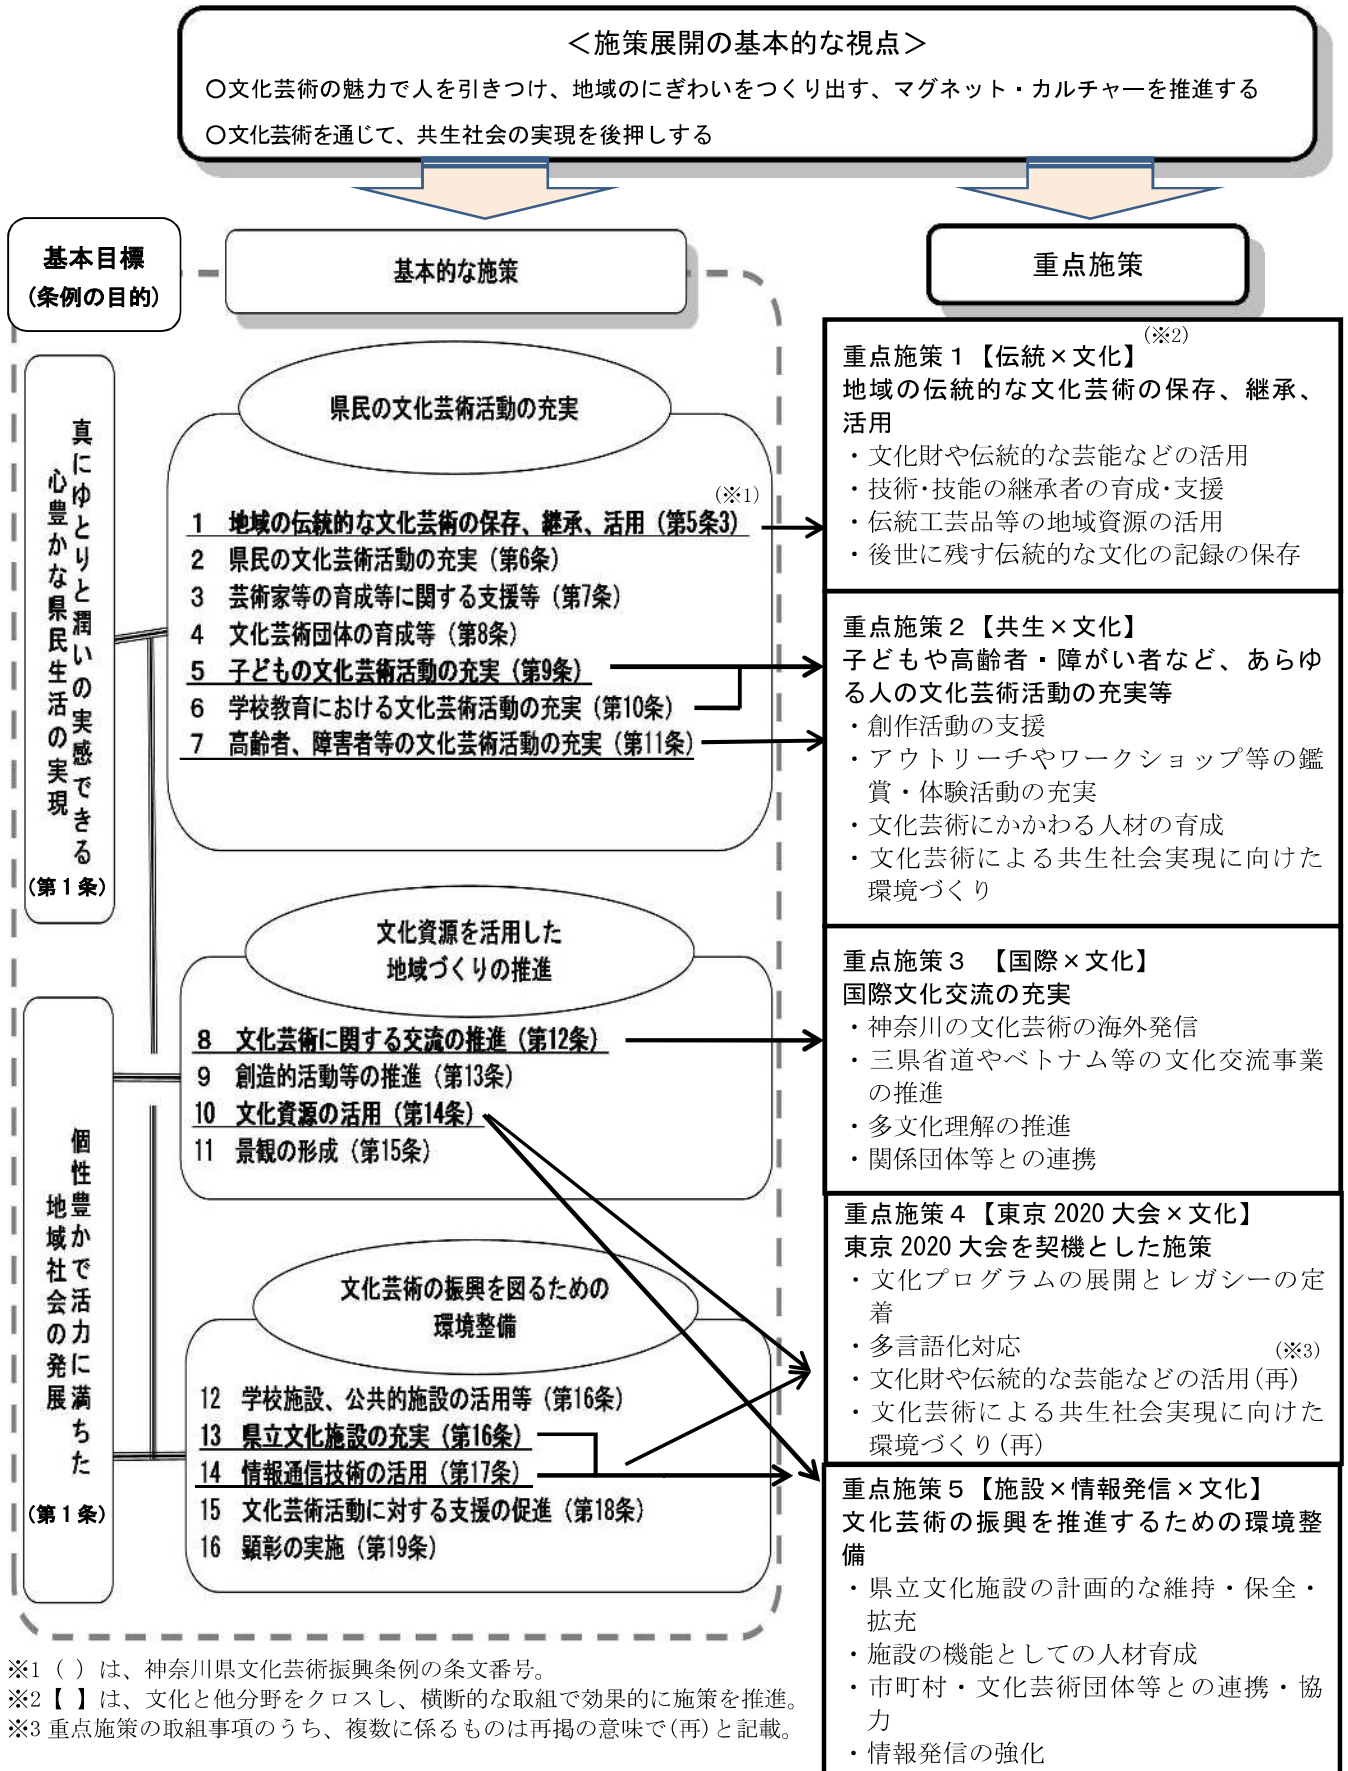 ＜施策展開の基本的な視点＞
○文化芸術の魅力で人を引きつけ、地域のにぎわいをつくり出す、マグネット・カルチャーを推進する
○文化芸術を通じて、共生社会の実現を後押しする
基本目標
(条例の目的)
基本的な施策
重点施策
真にゆとりと潤いの実感できる
心豊かな県民生活の実現
(第１条)
個性豊かで活力に満ちた
地域社会の発展
(第１条)
県民の文化芸術活動の充実
(※1)
1 地域の伝統的な文化芸術の保存、継承、活用（第5条3）
2 県民の文化芸術活動の充実（第6条）
3 芸術家等の育成等に関する支援等（第7条）
4 文化芸術団体の育成等（第8条）
5 子どもの文化芸術活動の充実（第9条）
6 学校教育における文化芸術活動の充実（第10条）
7 高齢者、障害者等の文化芸術活動の充実（第11条）
文化資源を活用した
地域づくりの推進
8 文化芸術に関する交流の推進（第12条）
9 創造的活動等の推進（第13条）
10 文化資源の活用（第14条）
11 景観の形成（第15条）
文化芸術の振興を図るための
環境整備
12 学校施設、公共的施設の活用等（第16条）
13 県立文化施設の充実（第16条）
14 情報通信技術の活用（第17条）
15 文化芸術活動に対する支援の促進（第18条）
16 顕彰の実施（第19条）
(※2)
重点施策１【伝統×文化】
地域の伝統的な文化芸術の保存、継承、
活用
・文化財や伝統的な芸能などの活用
・技術･技能の継承者の育成･支援
・伝統工芸品等の地域資源の活用
・後世に残す伝統的な文化の記録の保存
重点施策２【共生×文化】
子どもや高齢者・障がい者など、あらゆ
る人の文化芸術活動の充実等
・創作活動の支援
・アウトリーチやワークショップ等の鑑
賞・体験活動の充実
・文化芸術にかかわる人材の育成
・文化芸術による共生社会実現に向けた
環境づくり
重点施策３ 【国際×文化】
国際文化交流の充実
・神奈川の文化芸術の海外発信
・三県省道やベトナム等の文化交流事業
の推進
・多文化理解の推進
・関係団体等との連携
重点施策４【東京 2020 大会×文化】
東京 2020 大会を契機とした施策
・文化プログラムの展開とレガシーの定
着
・多言語化対応
(※3)
・文化財や伝統的な芸能などの活用(再)
・文化芸術による共生社会実現に向けた
環境づくり(再)
重点施策５【施設×情報発信×文化】
文化芸術の振興を推進するための環境整
備
・県立文化施設の計画的な維持・保全・
拡充
・施設の機能としての人材育成
・市町村・文化芸術団体等との連携・協
力
・情報発信の強化
※1（ ）は、神奈川県文化芸術振興条例の条文番号。
※2【 】は、文化と他分野をクロスし、横断的な取組で効果的に施策を推進。
※3 重点施策の取組事項のうち、複数に係るものは再掲の意味で(再)と記載。